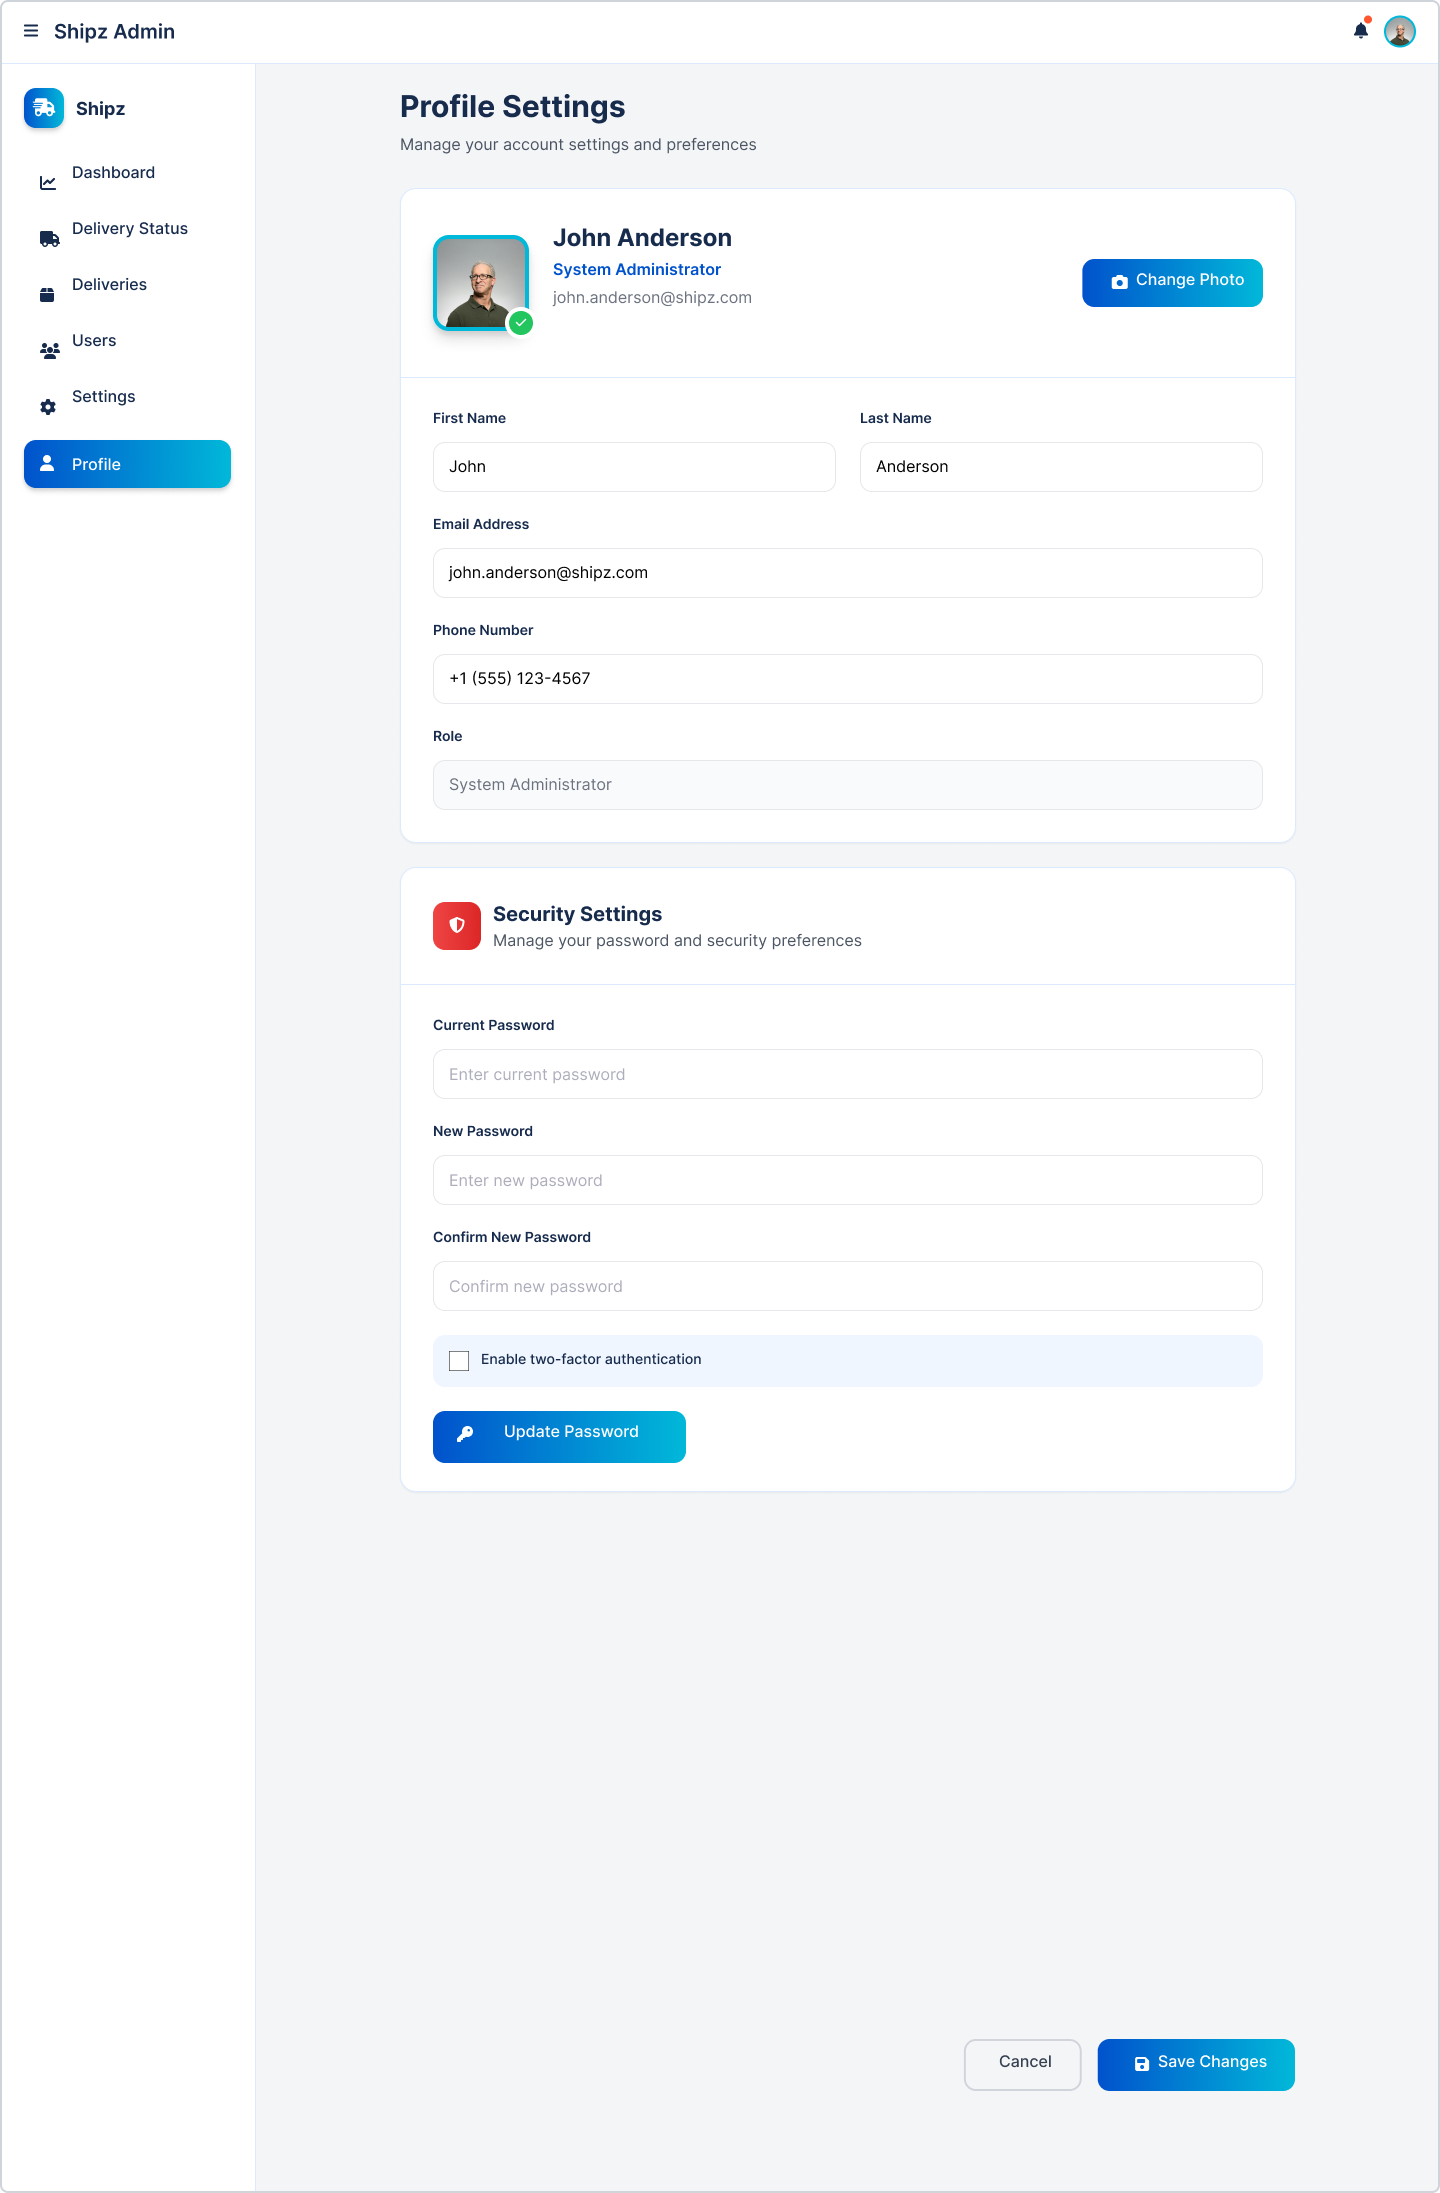 Shipz Admin
Shipz
Dashboard
Delivery Status
Deliveries
Users
Settings
Profile
Profile Settings
Manage your account settings and preferences
John Anderson
System Administrator
john.anderson@shipz.com
Change Photo
First Name
Last Name
John
Anderson
Email Address
john.anderson@shipz.com
Phone Number
+1 (555) 123-4567
Role
System Administrator
Security Settings
Manage your password and security preferences
Current Password
Enter current password
New Password
Enter new password
Confirm New Password
Confirm new password
Enable two-factor authentication
Update Password
Cancel
Save Changes